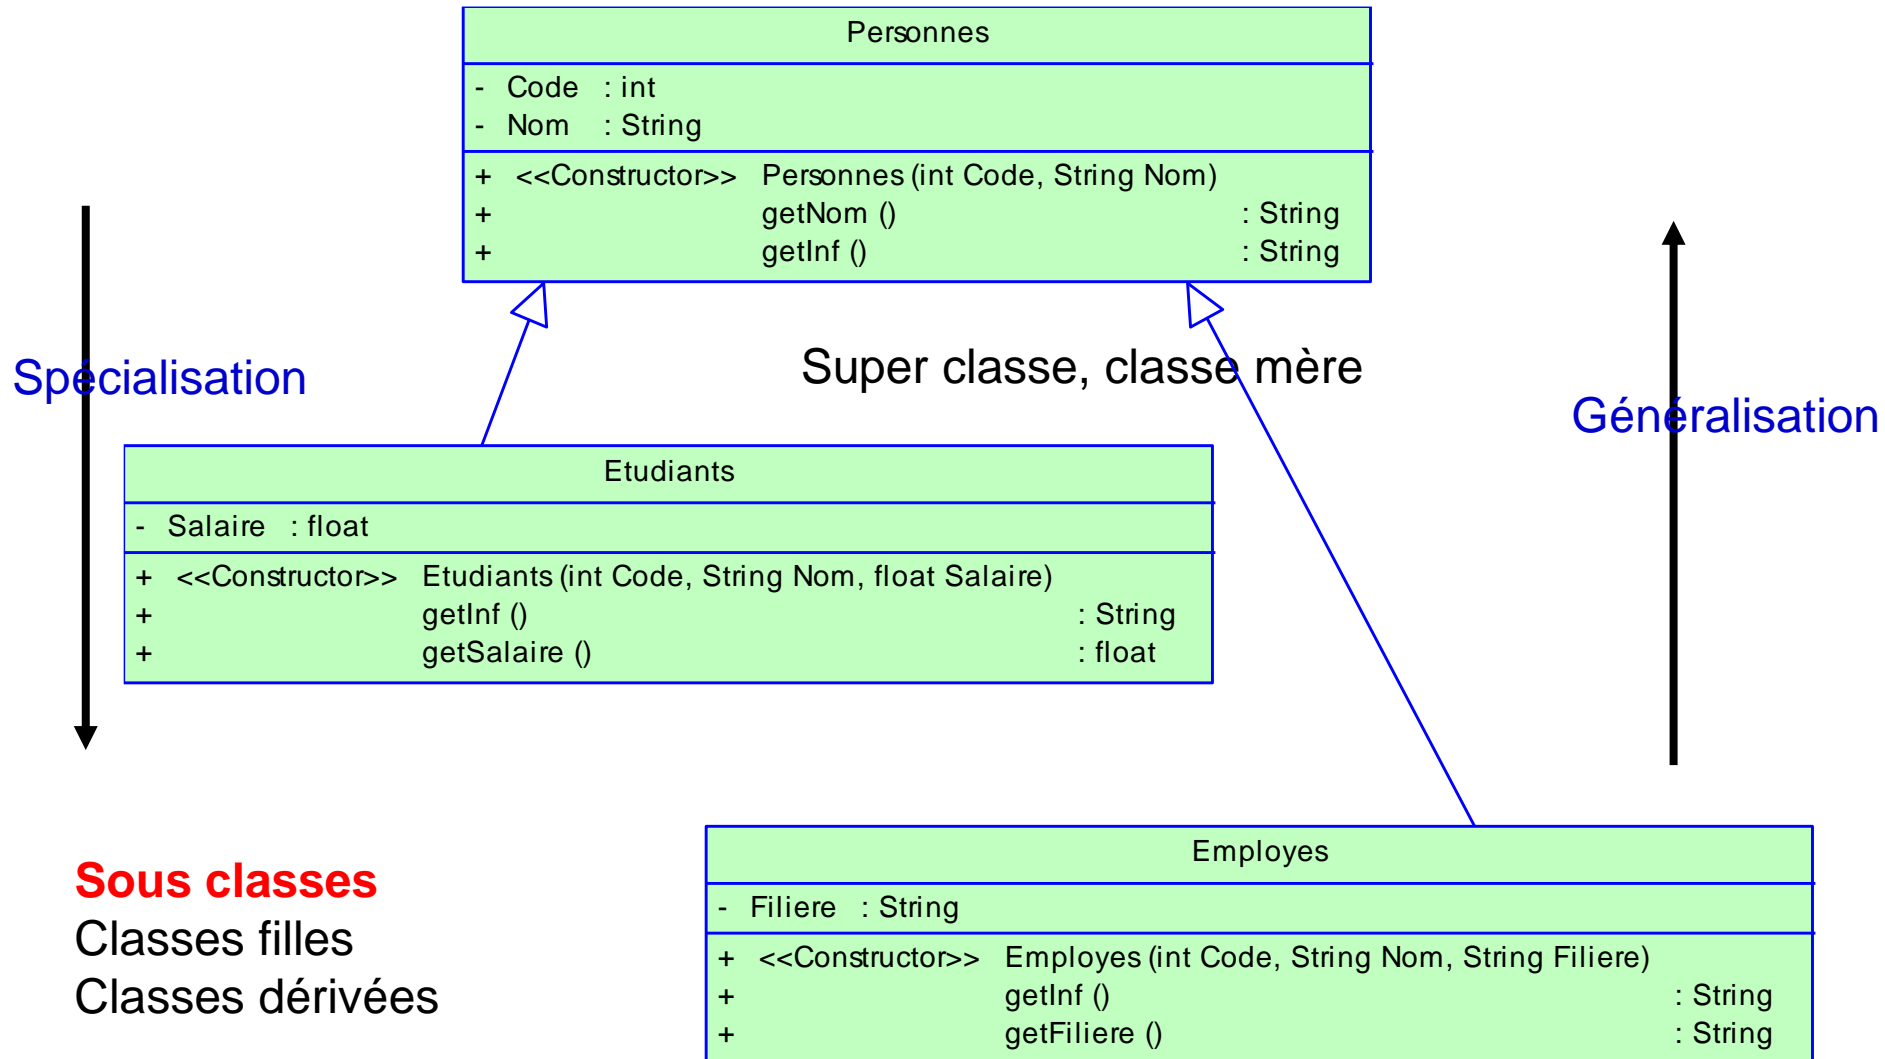 Personnes
- Code : int
- Nom : String
+ <<Constructor>> Personnes (int Code, String Nom)
+ getNom () : String
+ getInf () : String
Spécialisation
Super classe, classe mère
Généralisation
Etudiants
- Salaire : float
+ <<Constructor>> Etudiants (int Code, String Nom, float Salaire)
+ getInf () : String
+ getSalaire () : float
Sous classes
Classes filles
Classes dérivées
Employes
- Filiere : String
+ <<Constructor>> Employes (int Code, String Nom, String Filiere)
+ getInf () : String
+ getFiliere () : String